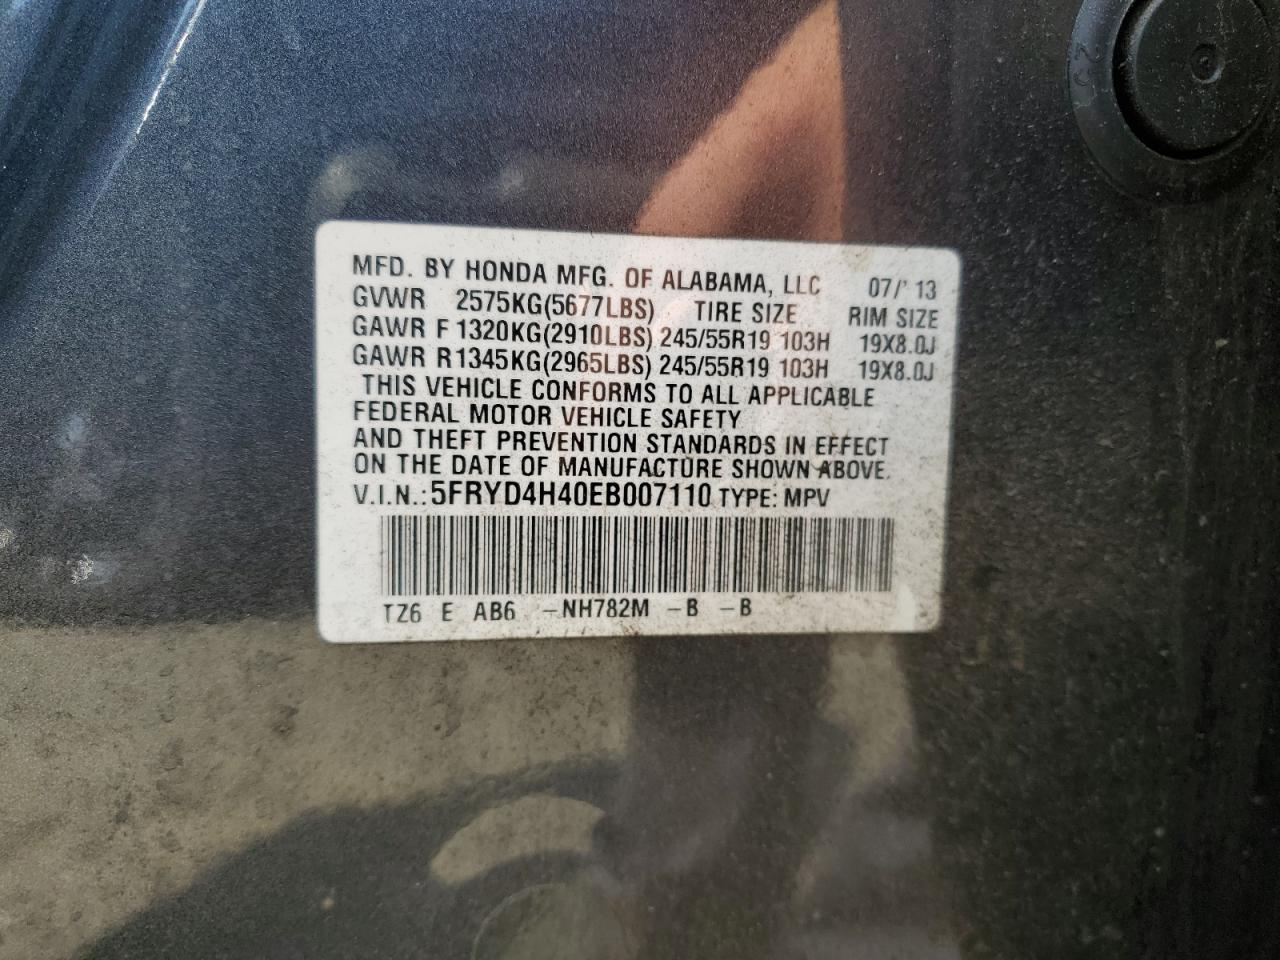 MFD. BY HONDA MFG. OF ALABAMA, LLC 07/' 13
GVWR 2575KG(5677LBS) TIRE SIZE RIM SIZE
GAWR F 1320KG(2910LBS) 245/55R19 103H 19X8.0J
GAWR R 1345KG(2965LBS) 245/55R19 103H 19X8.0J
THIS VEHICLE CONFORMS TO ALL APPLICABLE
FEDERAL MOTOR VEHICLE SAFETY
AND THEFT PREVENTION STANDARDS IN EFFECT
ON THE DATE OF MANUFACTURE SHOWN ABOVE.
V.I.N.: 5FRYD4H40EB007110 TYPE: MPV
TZ6 E AB6 -NH782M -B -B